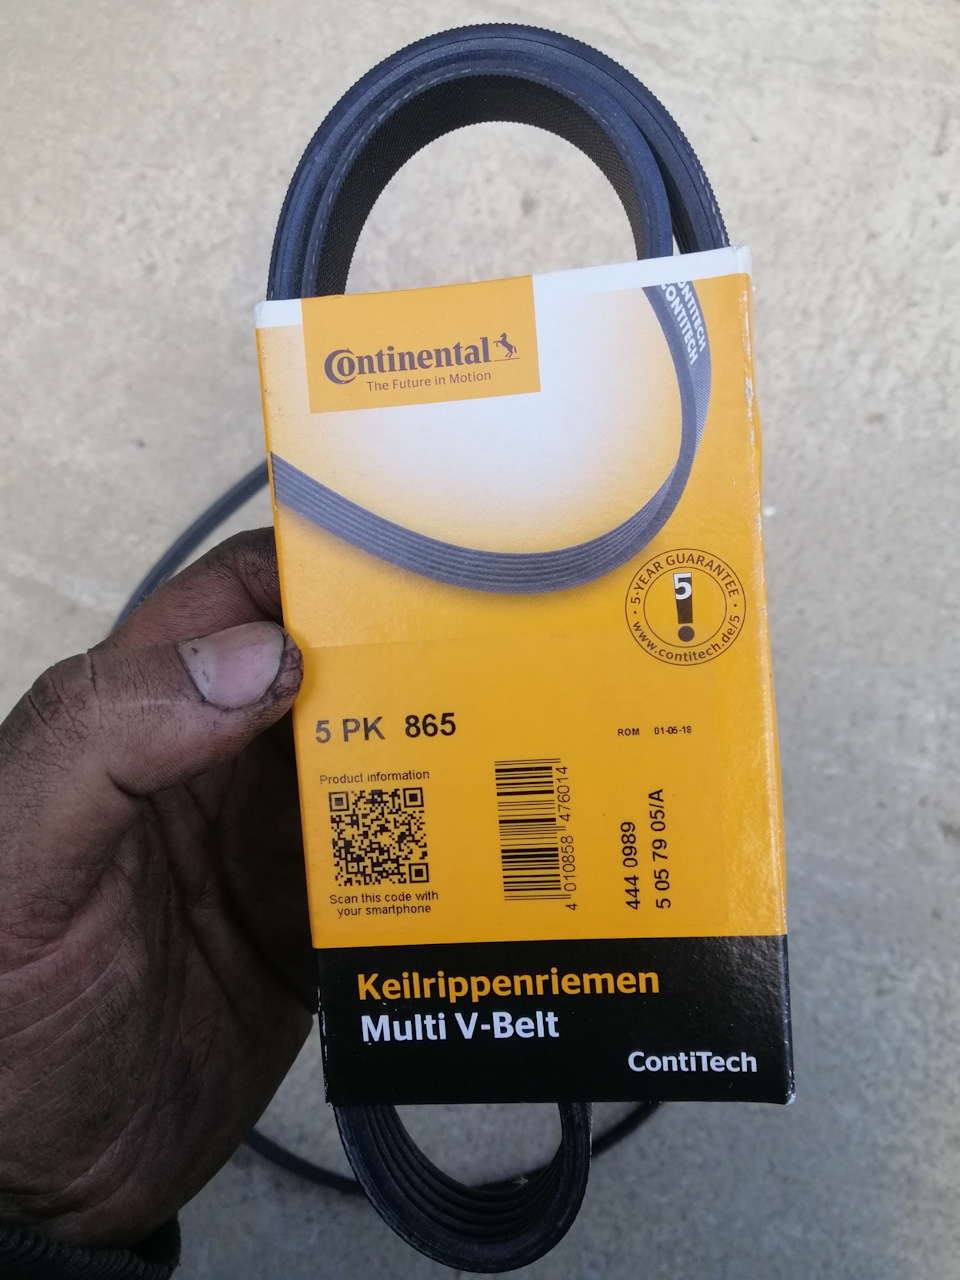 CONTITECH
Continental
The Future in Motion
5-YEAR GUARANTEE
5
www.contitech.de/5
5 PK 865
ROM 01-05-18
Product information
Scan this code with
your smartphone
4 010858 476014
444 0989
5 05 79 05/A
Keilrippenriemen
Multi V-Belt
ContiTech